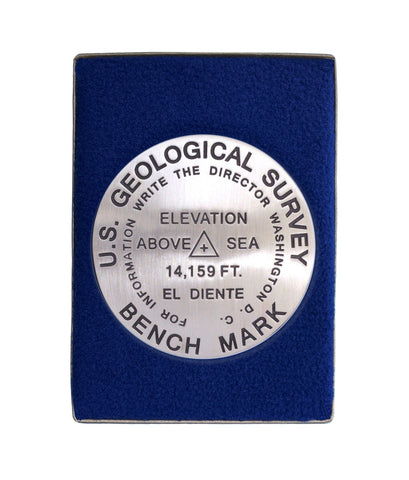 U.S. GEOLOGICAL SURVEY
FOR INFORMATION WRITE THE DIRECTOR WASHINGTON D. C.
ELEVATION
ABOVE SEA
14,159 FT.
EL DIENTE
BENCH MARK